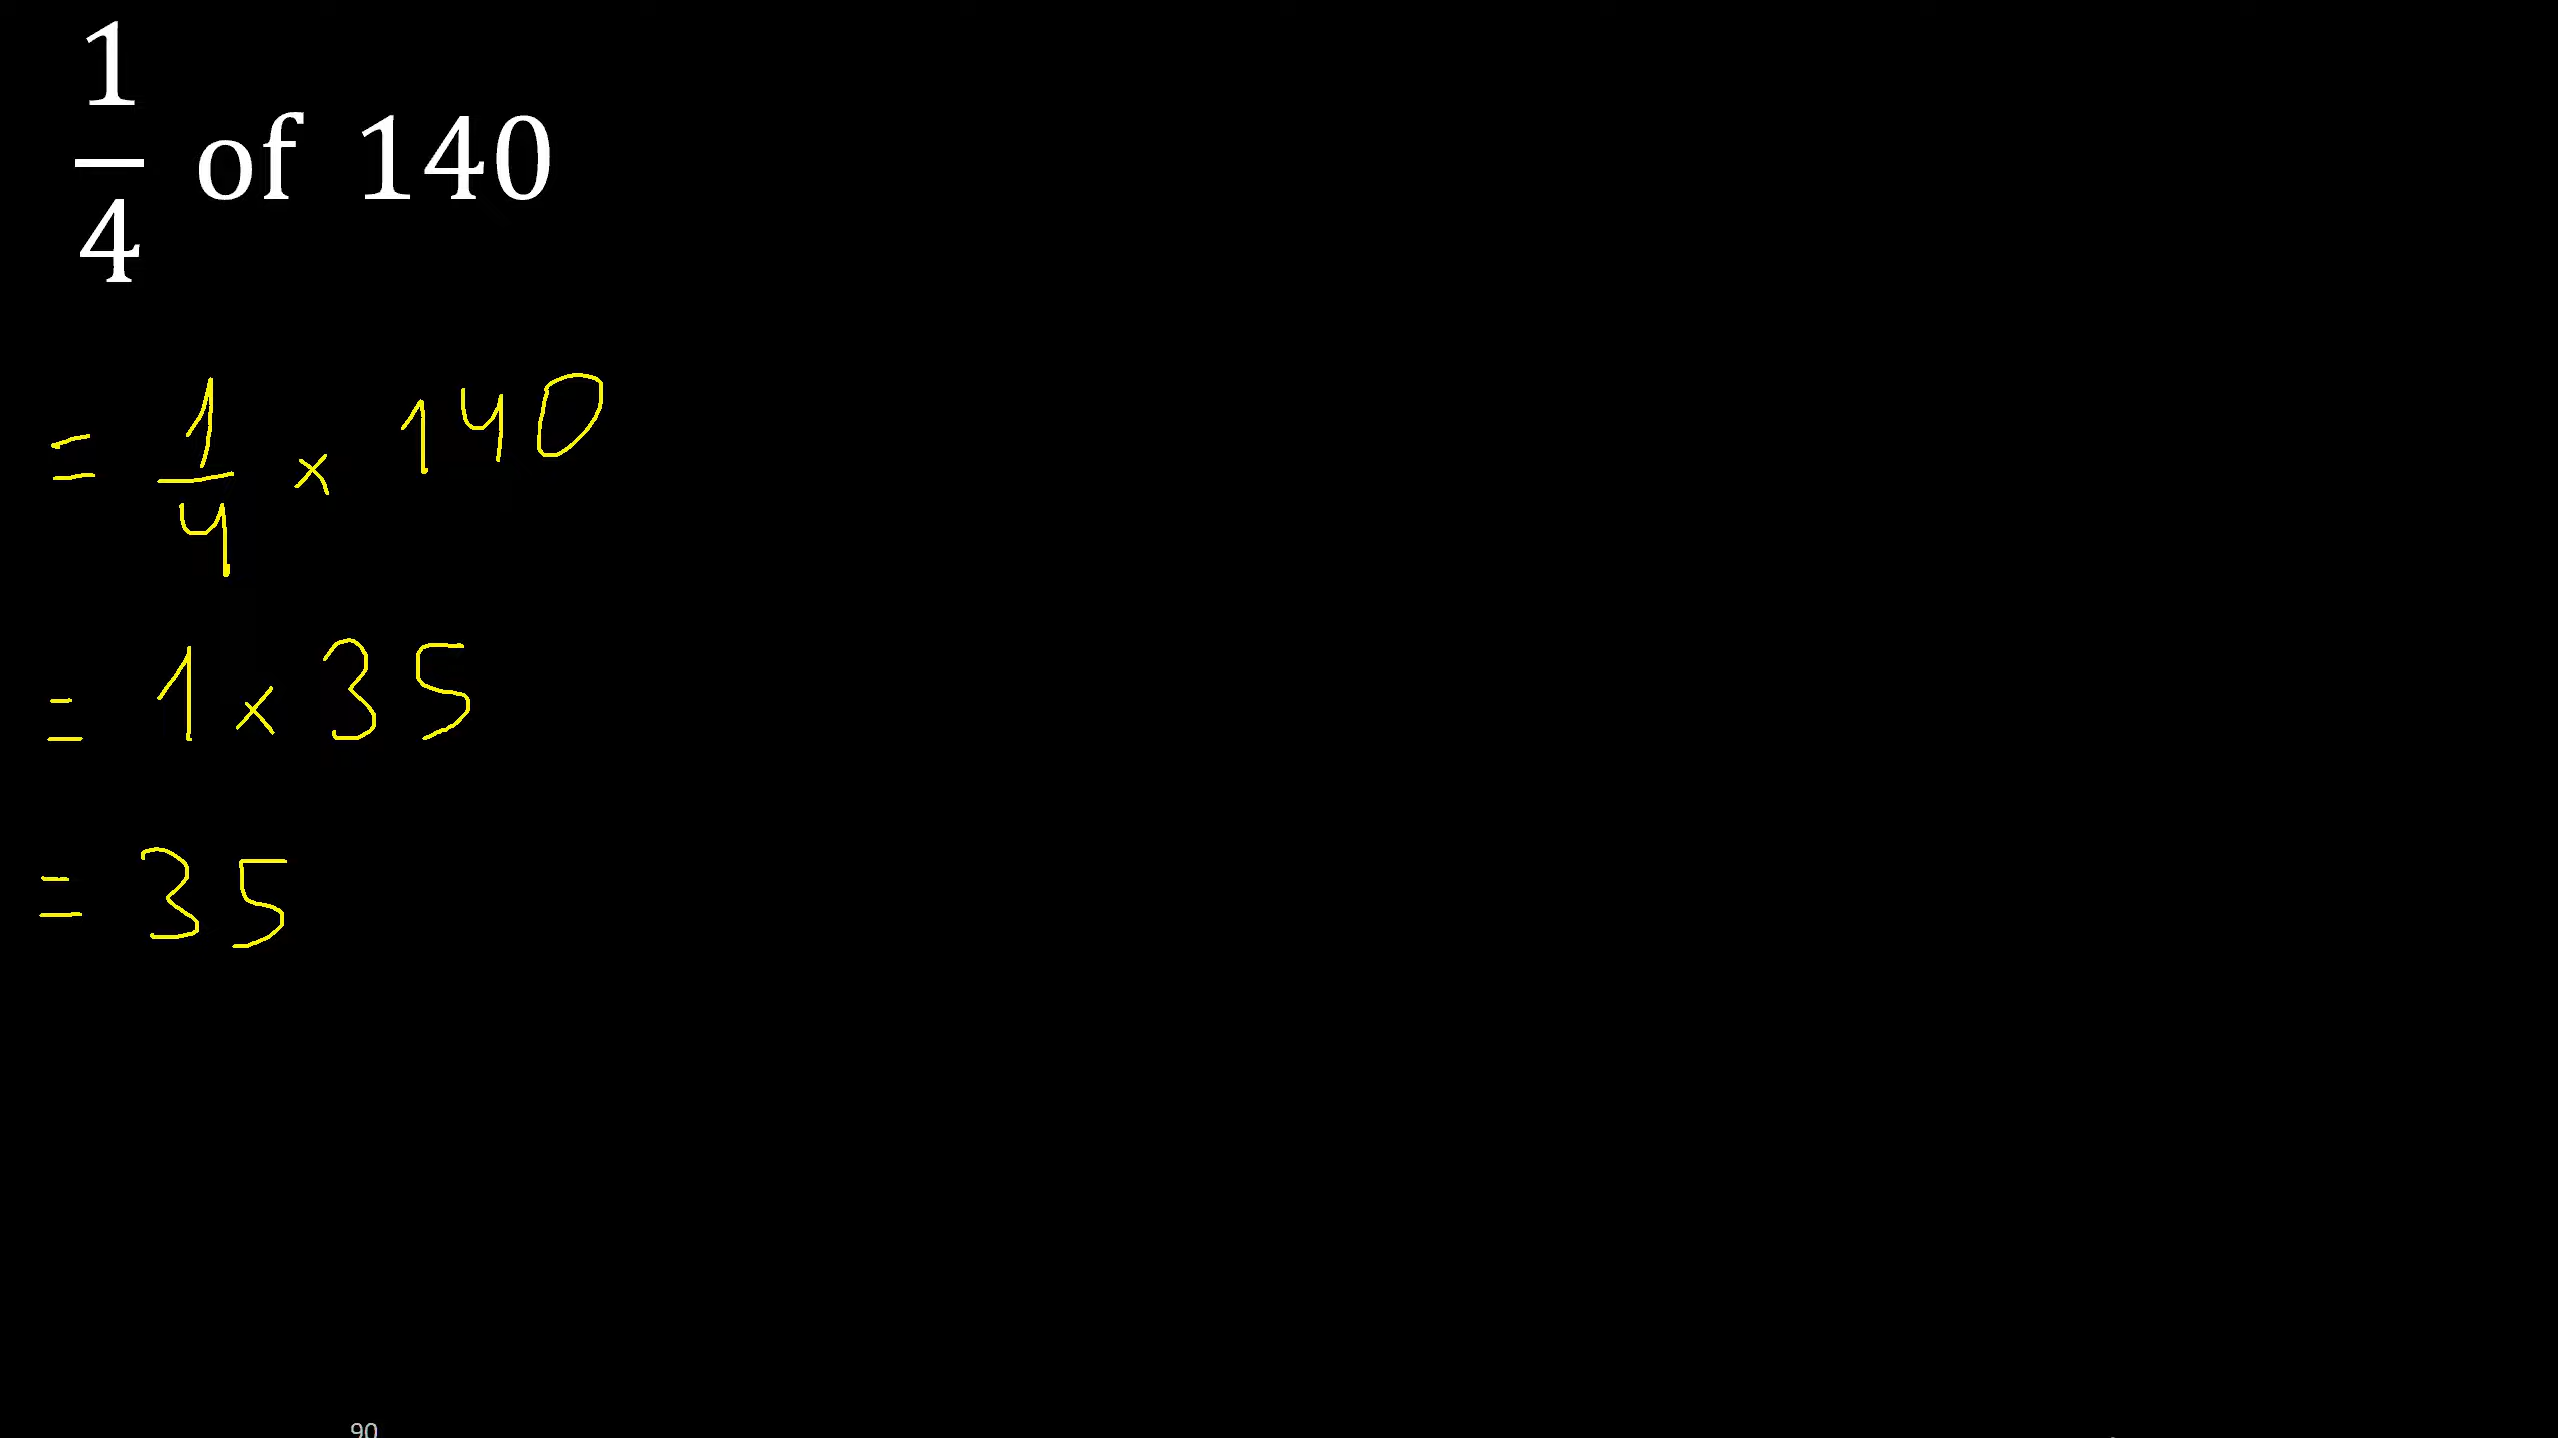 1/4 of 140
= 1/4 × 140
= 1 × 35
= 35
90